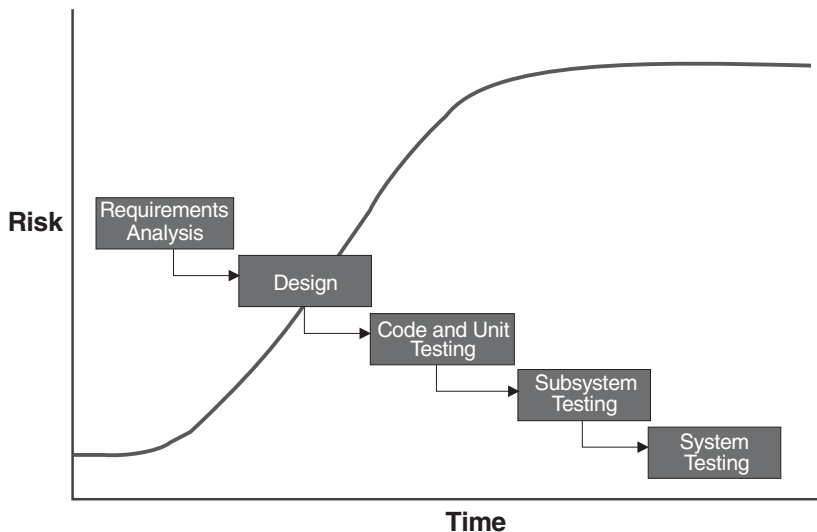 Requirements
Analysis
Risk
Design
Code and Unit
Testing
Subsystem
Testing
System
Testing
Time